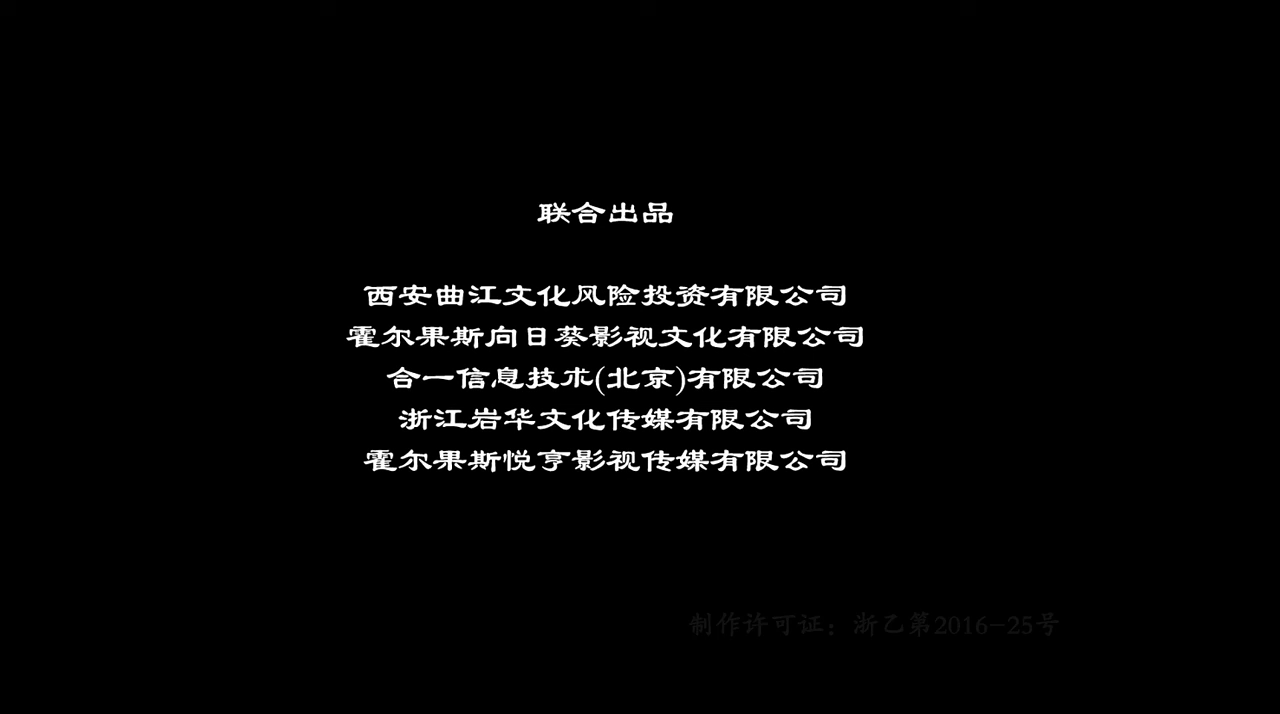 联合出品
西安曲江文化风险投资有限公司
霍尔果斯向日葵影视文化有限公司
合一信息技术(北京)有限公司
浙江岩华文化传媒有限公司
霍尔果斯悦亨影视传媒有限公司
制作许可证：浙乙第2016-25号